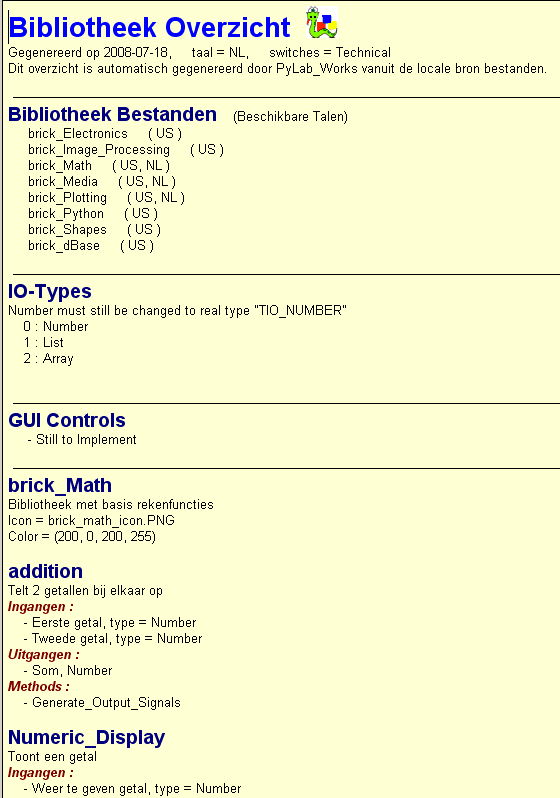 Bibliotheek Overzicht
Gegenereerd op 2008-07-18, taal = NL, switches = Technical
Dit overzicht is automatisch gegenereerd door PyLab_Works vanuit de locale bron bestanden.
Bibliotheek Bestanden (Beschikbare Talen)
brick_Electronics ( US )
brick_Image_Processing ( US )
brick_Math ( US, NL )
brick_Media ( US, NL )
brick_Plotting ( US, NL )
brick_Python ( US )
brick_Shapes ( US )
brick_dBase ( US )
IO-Types
Number must still be changed to real type "TIO_NUMBER"
0 : Number
1 : List
2 : Array
GUI Controls
- Still to Implement
brick_Math
Bibliotheek met basis rekenfuncties
Icon = brick_math_icon.PNG
Color = (200, 0, 200, 255)
addition
Telt 2 getallen bij elkaar op
Ingangen :
- Eerste getal, type = Number
- Tweede getal, type = Number
Uitgangen :
- Som, Number
Methods :
- Generate_Output_Signals
Numeric_Display
Toont een getal
Ingangen :
- Weer te geven getal, type = Number